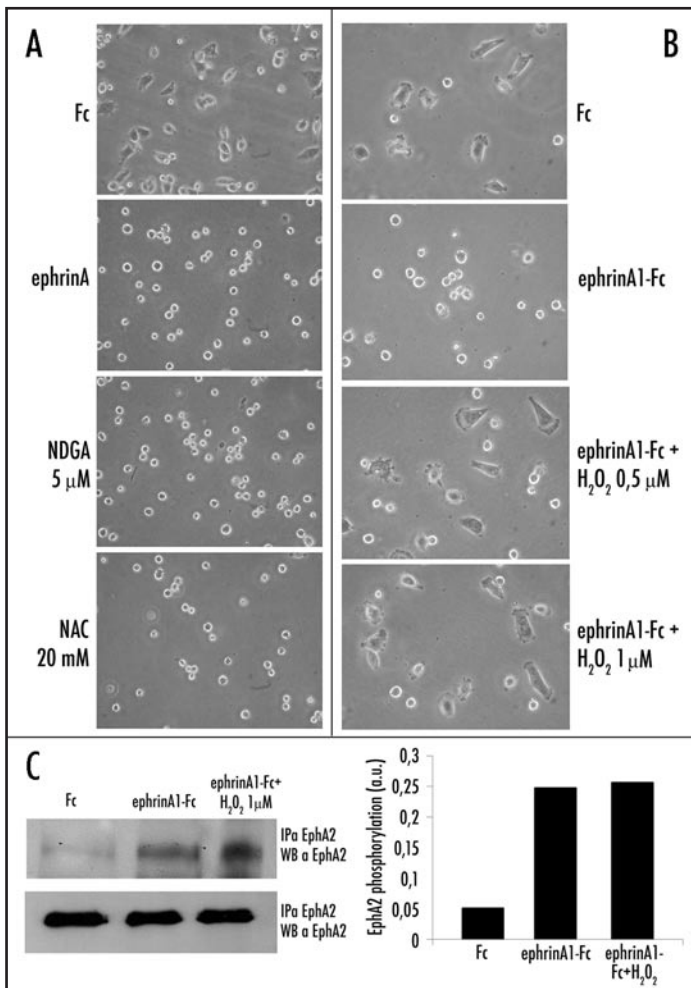 A
B
Fc
ephrinA
NDGA
5 µM
NAC
20 mM
Fc
ephrinA1-Fc
ephrinA1-Fc +
H₂O₂ 0,5 µM
ephrinA1-Fc +
H₂O₂ 1 µM
C
Fc
ephrinA1-Fc
ephrinA1-Fc+
H₂O₂ 1µM
IPa EphA2
WB a EphA2
IPa EphA2
WB a EphA2
EphA2 phosphorylation (a.u.)
0,3
0,25
0,2
0,15
0,1
0,05
0
Fc
ephrinA1-Fc
ephrinA1-
Fc+H₂O₂